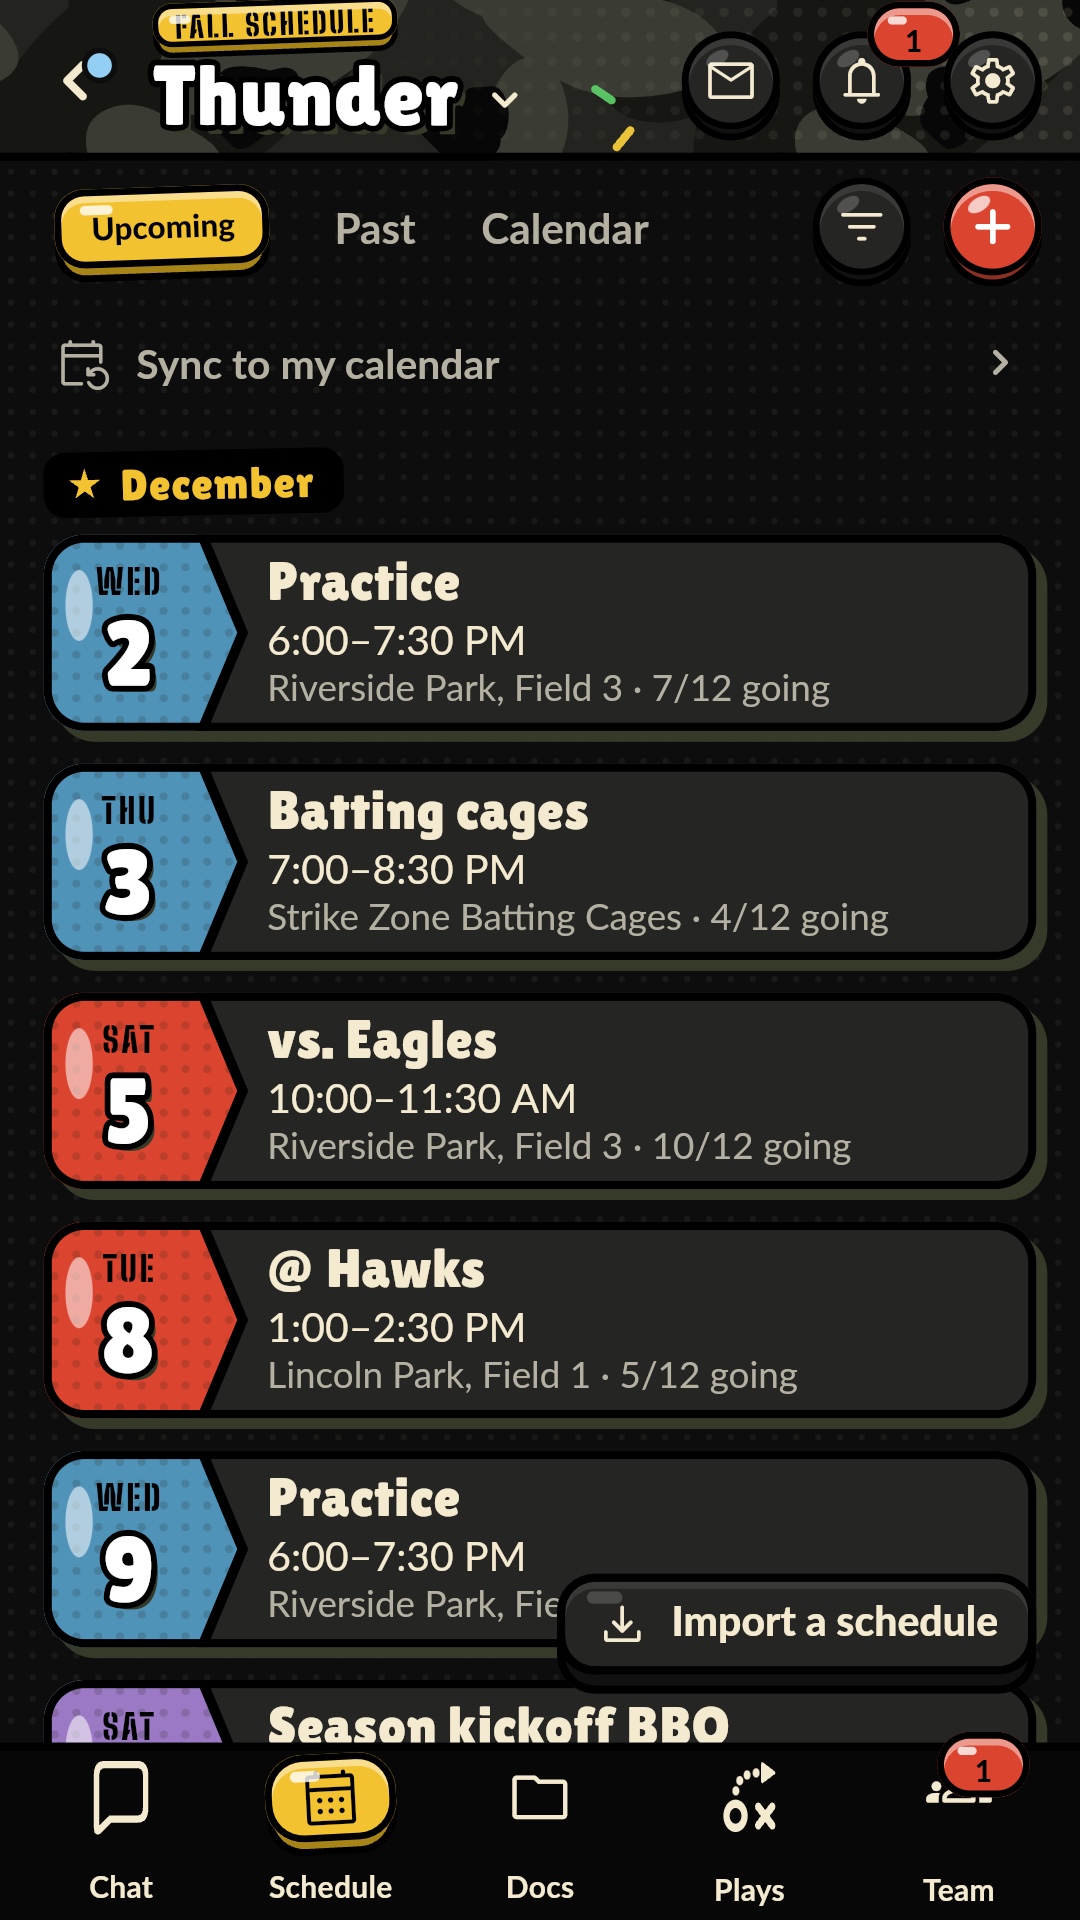 FALL SCHEDULE
Thunder
1
Upcoming
Past
Calendar
Sync to my calendar
★ December
WED
2
Practice
6:00–7:30 PM
Riverside Park, Field 3 · 7/12 going
THU
3
Batting cages
7:00–8:30 PM
Strike Zone Batting Cages · 4/12 going
SAT
5
vs. Eagles
10:00–11:30 AM
Riverside Park, Field 3 · 10/12 going
TUE
8
@ Hawks
1:00–2:30 PM
Lincoln Park, Field 1 · 5/12 going
WED
9
Practice
6:00–7:30 PM
Riverside Park, Fie
Import a schedule
SAT
Season kickoff BBQ
1
Chat
Schedule
Docs
Plays
Team